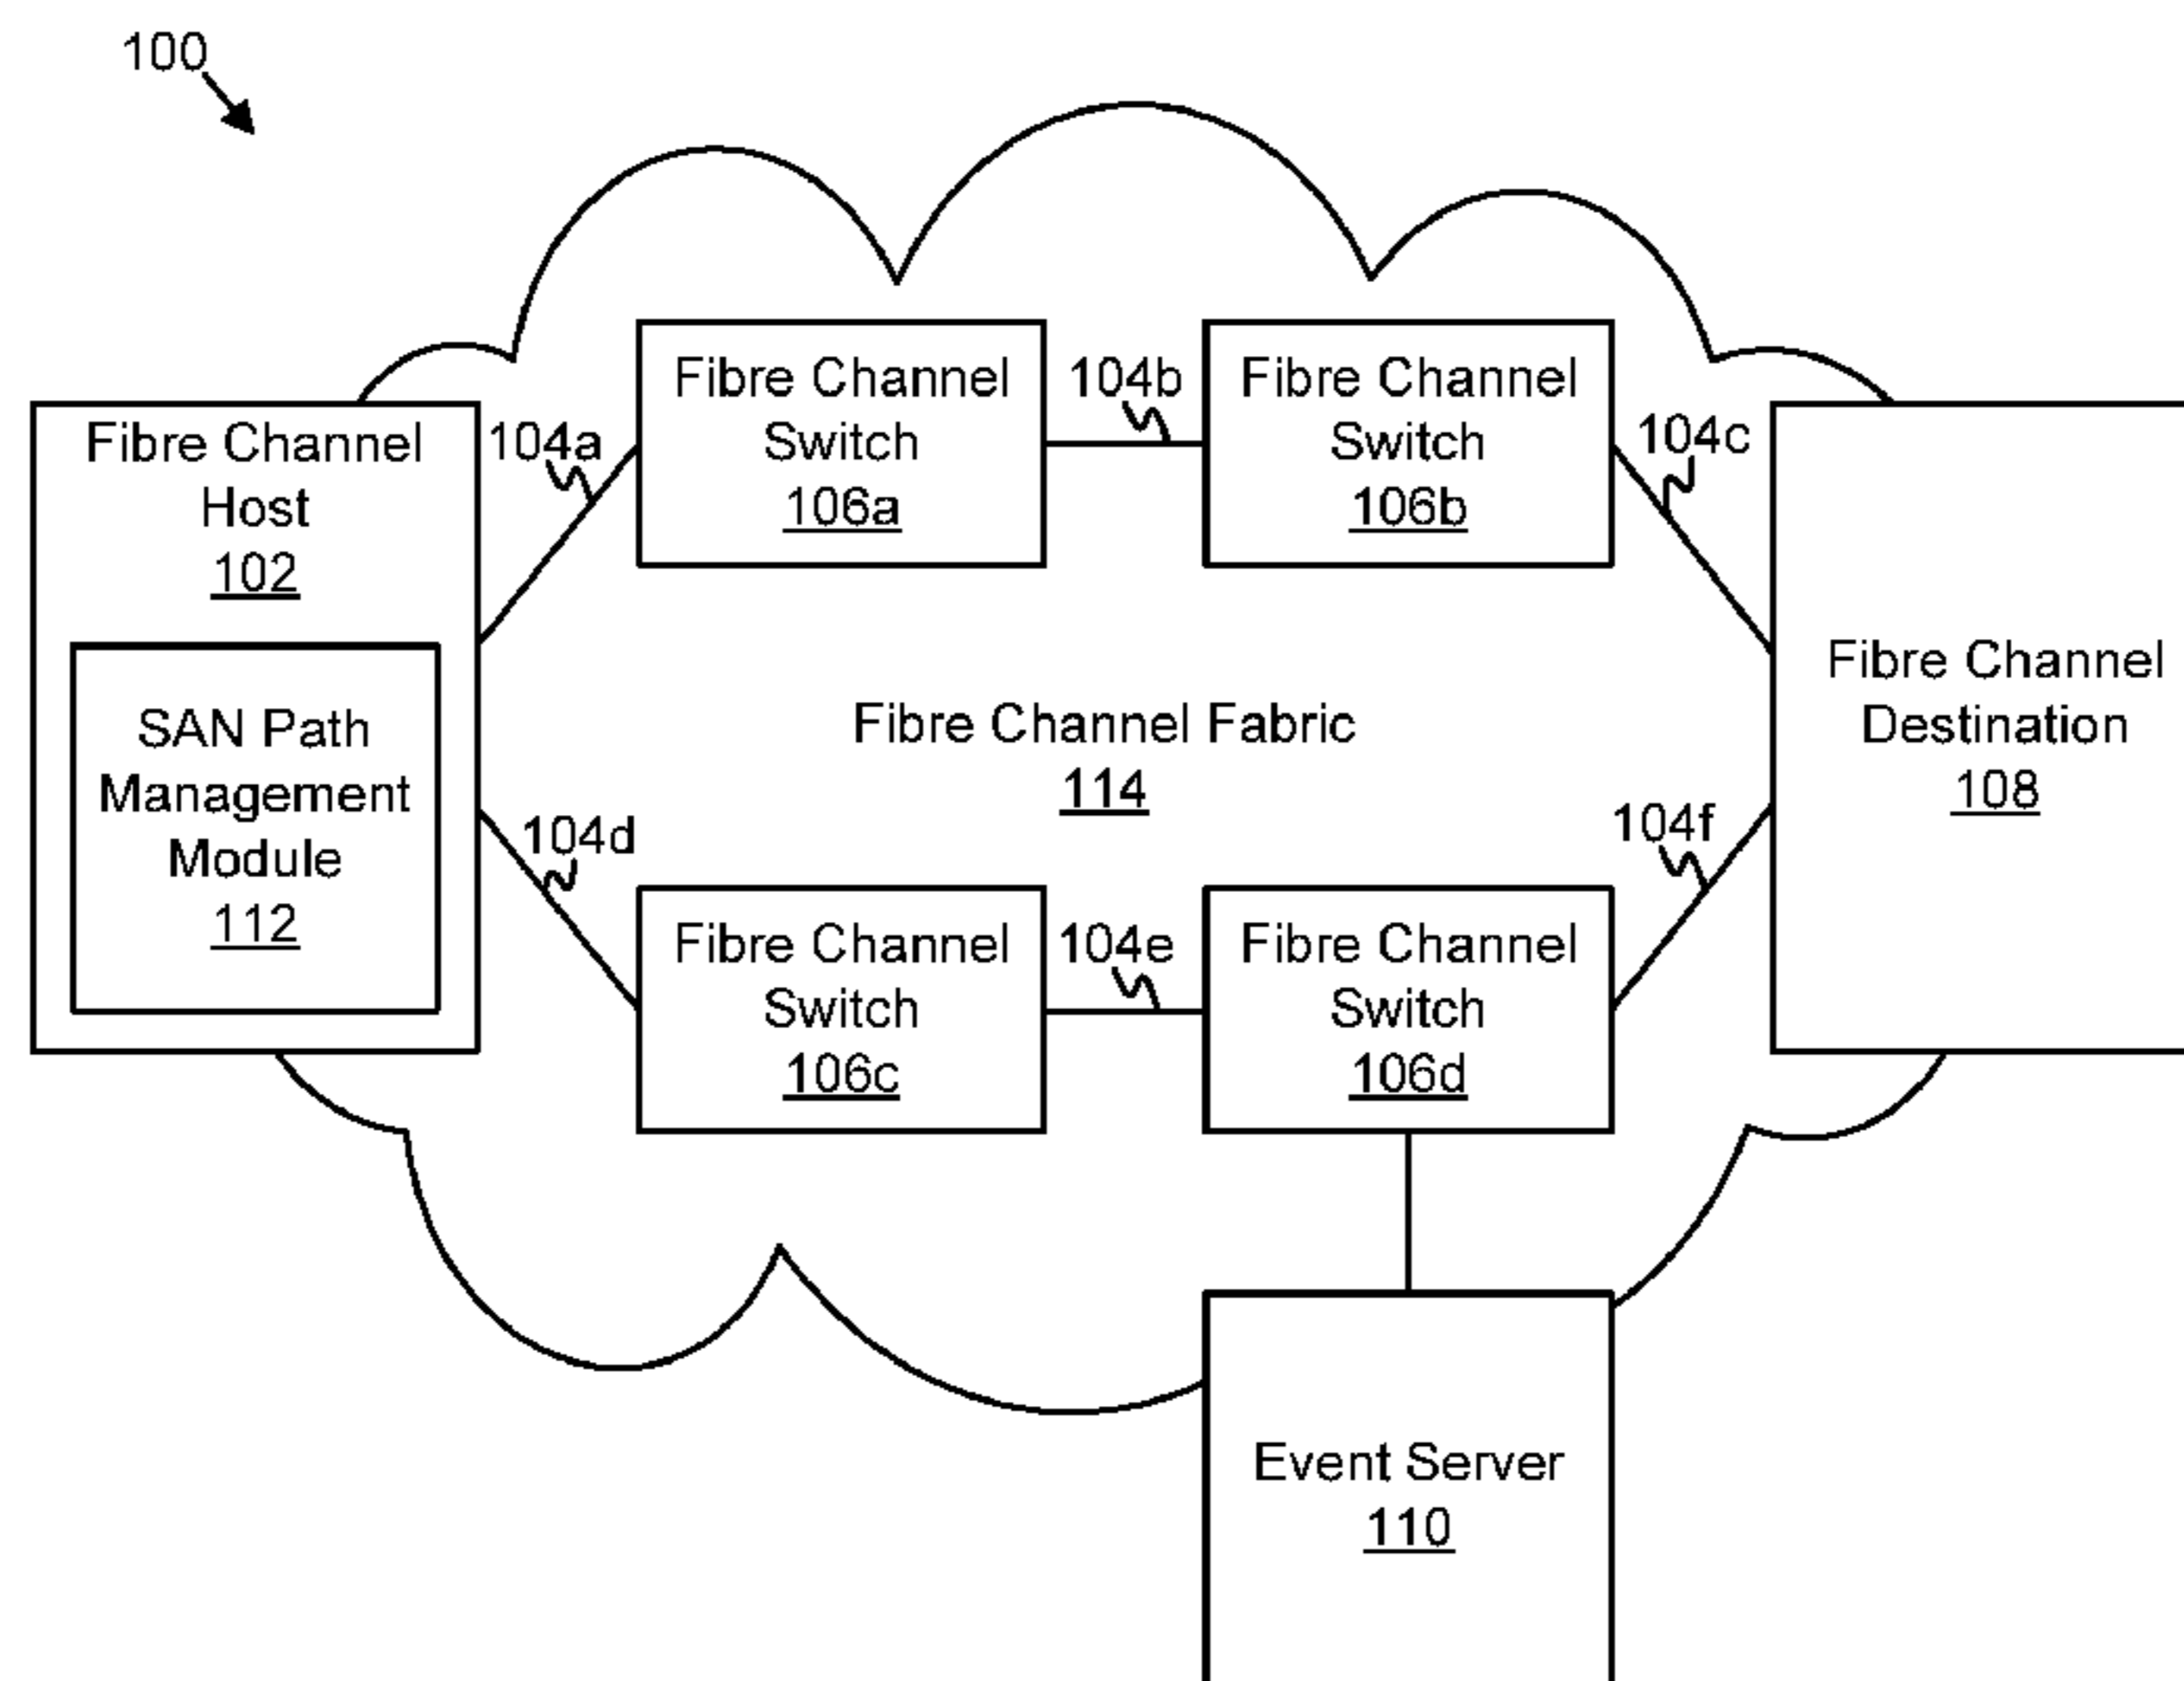 100
Fibre Channel
Host
102
SAN Path
Management
Module
112
104a
Fibre Channel
Switch
106a
104b
Fibre Channel
Switch
106b
104c
Fibre Channel Fabric
114
Fibre Channel
Destination
108
104d
Fibre Channel
Switch
106c
104e
Fibre Channel
Switch
106d
104f
Event Server
110